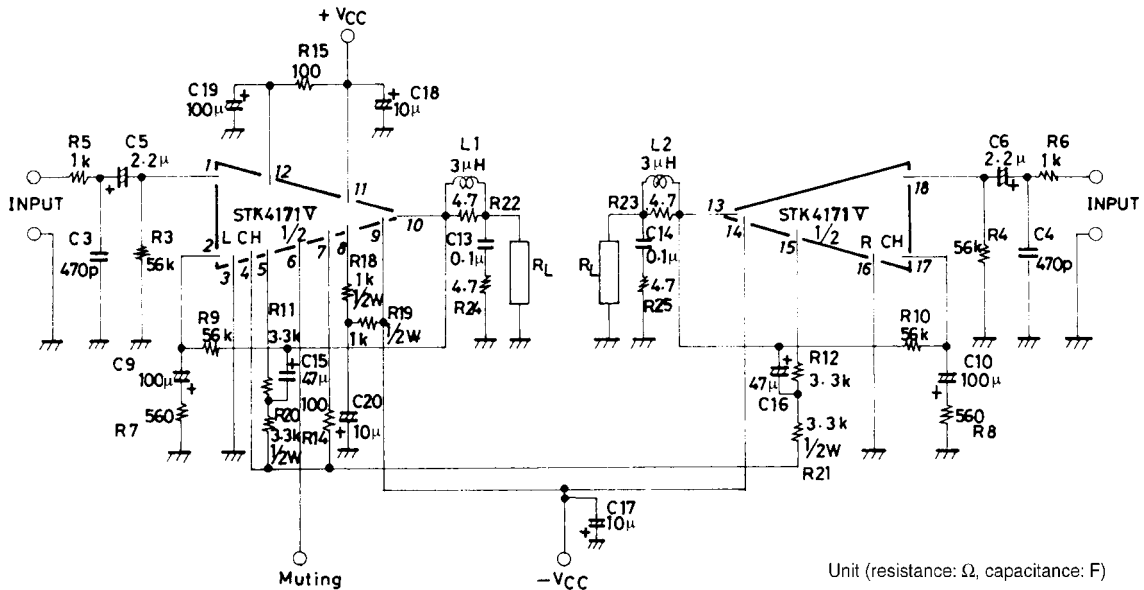 + VCC
R15
100
C19
100μ
+
+
C18
10μ
R5
1k
C5
2.2μ
+
1
12
11
L1
3μH
L2
3μH
C6
2.2μ
+
R6
1k
18
INPUT
STK4171V
1/2
L CH
2
3
4
5
6
7
8
9
10
4.7
R22
R23
4.7
13
14
STK4171V
1/2
15
R CH
16
17
INPUT
C3
470p
R3
56k
C13
0.1μ
4.7
R24
RL
RL
C14
0.1μ
4.7
R25
R4
56k
C4
470p
R18
1k
1/2W
R19
1k
1/2W
R9
56k
R11
3.3k
R10
56k
C9
100μ
+
+
C15
47μ
47μ
C16
R12
3.3k
C10
100μ
+
560
R7
R20
3.3k
1/2W
100
R14
+
C20
10μ
3.3k
1/2W
R21
560
R8
C17
10μ
+
Muting
−VCC
Unit (resistance: Ω, capacitance: F)